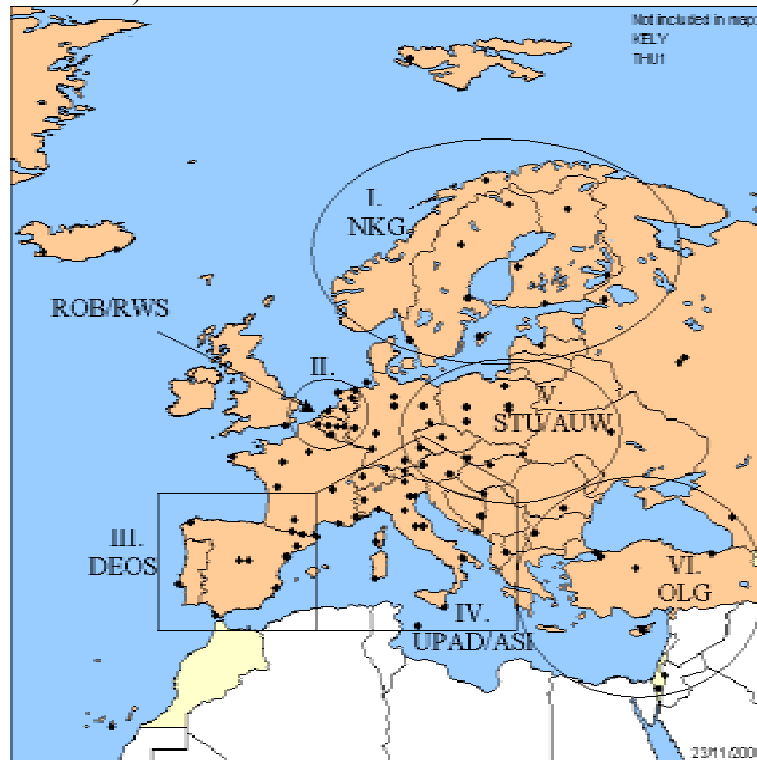 )
Not included in map:
KELY
THU1
I.
NKG
ROB/RWS
II.
V.
STU/AUW
III.
DEOS
VI.
OLG
IV.
UPAD/ASI